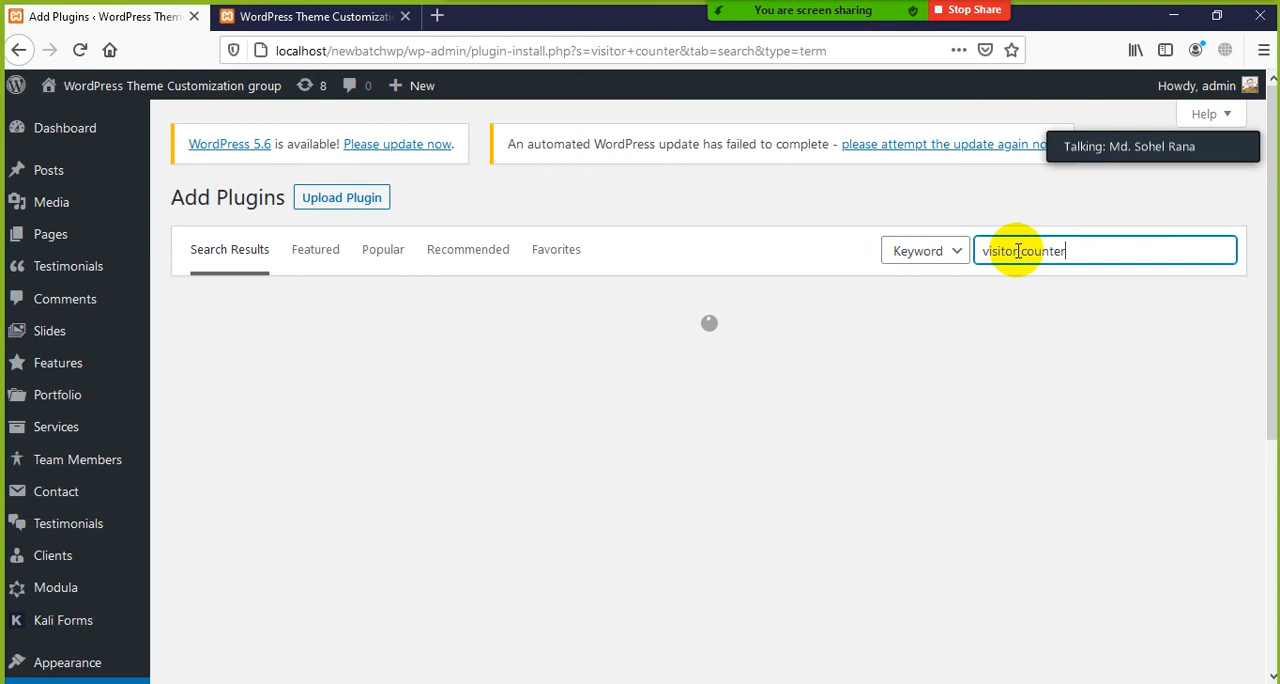 Add Plugins ‹ WordPress Them
WordPress Theme Customizati
You are screen sharing
Stop Share
localhost/newbatchwp/wp-admin/plugin-install.php?s=visitor+counter&tab=search&type=term
WordPress Theme Customization group
8
0
New
Howdy, admin
Help
WordPress 5.6 is available! Please update now.
An automated WordPress update has failed to complete - please attempt the update again no
Talking: Md. Sohel Rana
Add Plugins
Upload Plugin
Search Results
Featured
Popular
Recommended
Favorites
Keyword
visitor counter
Dashboard
Posts
Media
Pages
Testimonials
Comments
Slides
Features
Portfolio
Services
Team Members
Contact
Testimonials
Clients
Modula
Kali Forms
Appearance